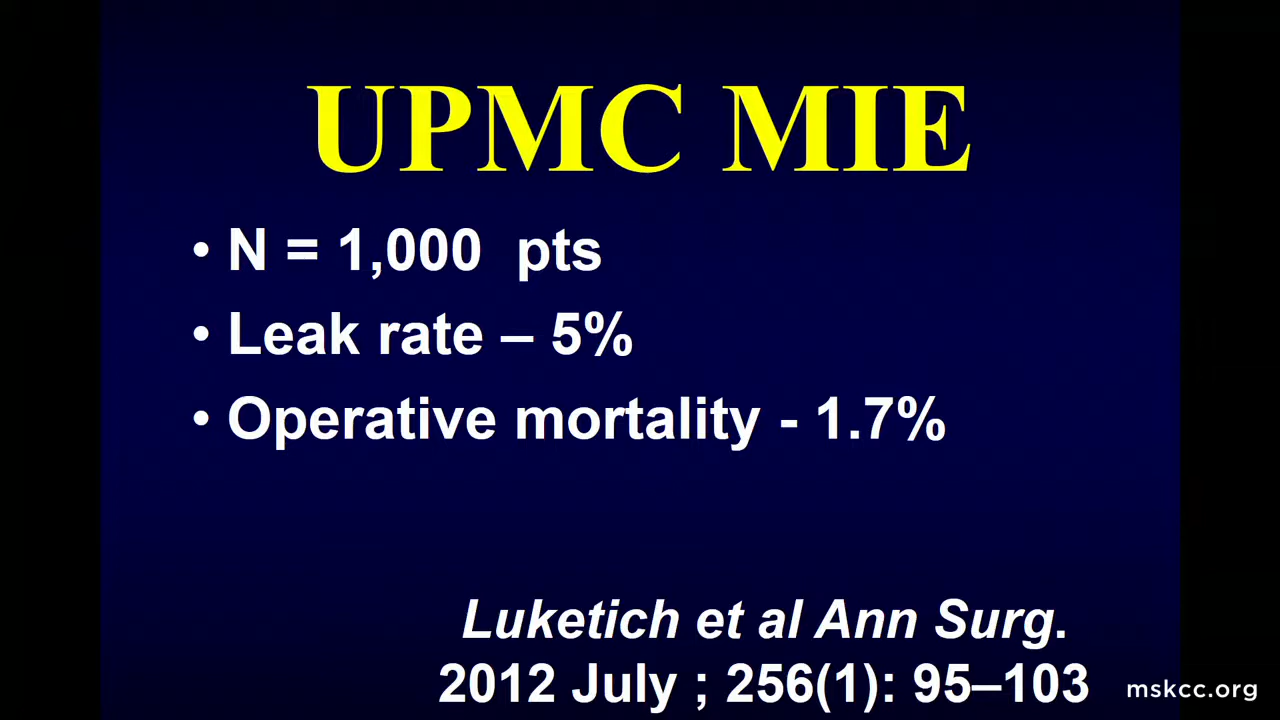 UPMC MIE
• N = 1,000  pts
• Leak rate – 5%
• Operative mortality - 1.7%
Luketich et al Ann Surg.
2012 July ; 256(1): 95–103
mskcc.org